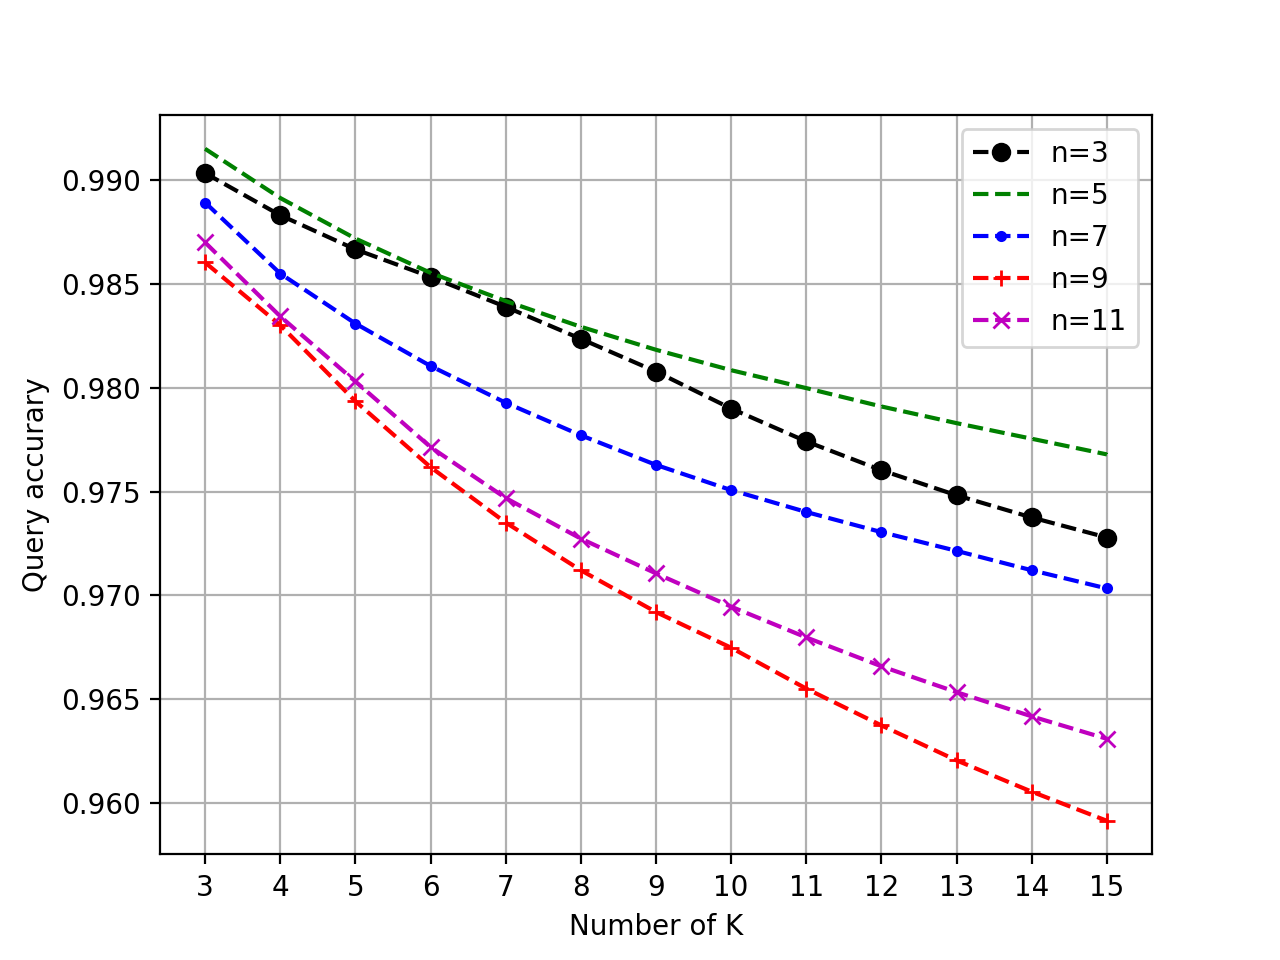 n=3
n=5
n=7
n=9
n=11
0.990
0.985
0.980
0.975
0.970
0.965
0.960
Query accurary
3 4 5 6 7 8 9 10 11 12 13 14 15
Number of K